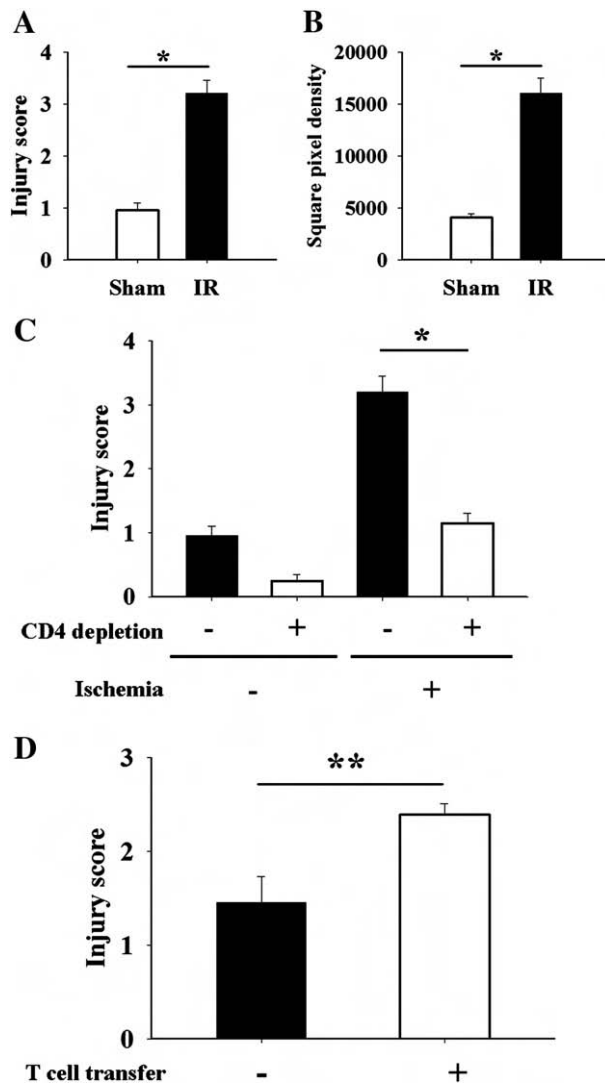 A
Injury score
4
3
2
1
0
*
Sham IR
B
Square pixel density
20000
15000
10000
5000
0
*
Sham IR
C
Injury score
4
3
2
1
0
*
CD4 depletion - + - +
Ischemia - +
D
Injury score
3
2
1
0
**
T cell transfer - +